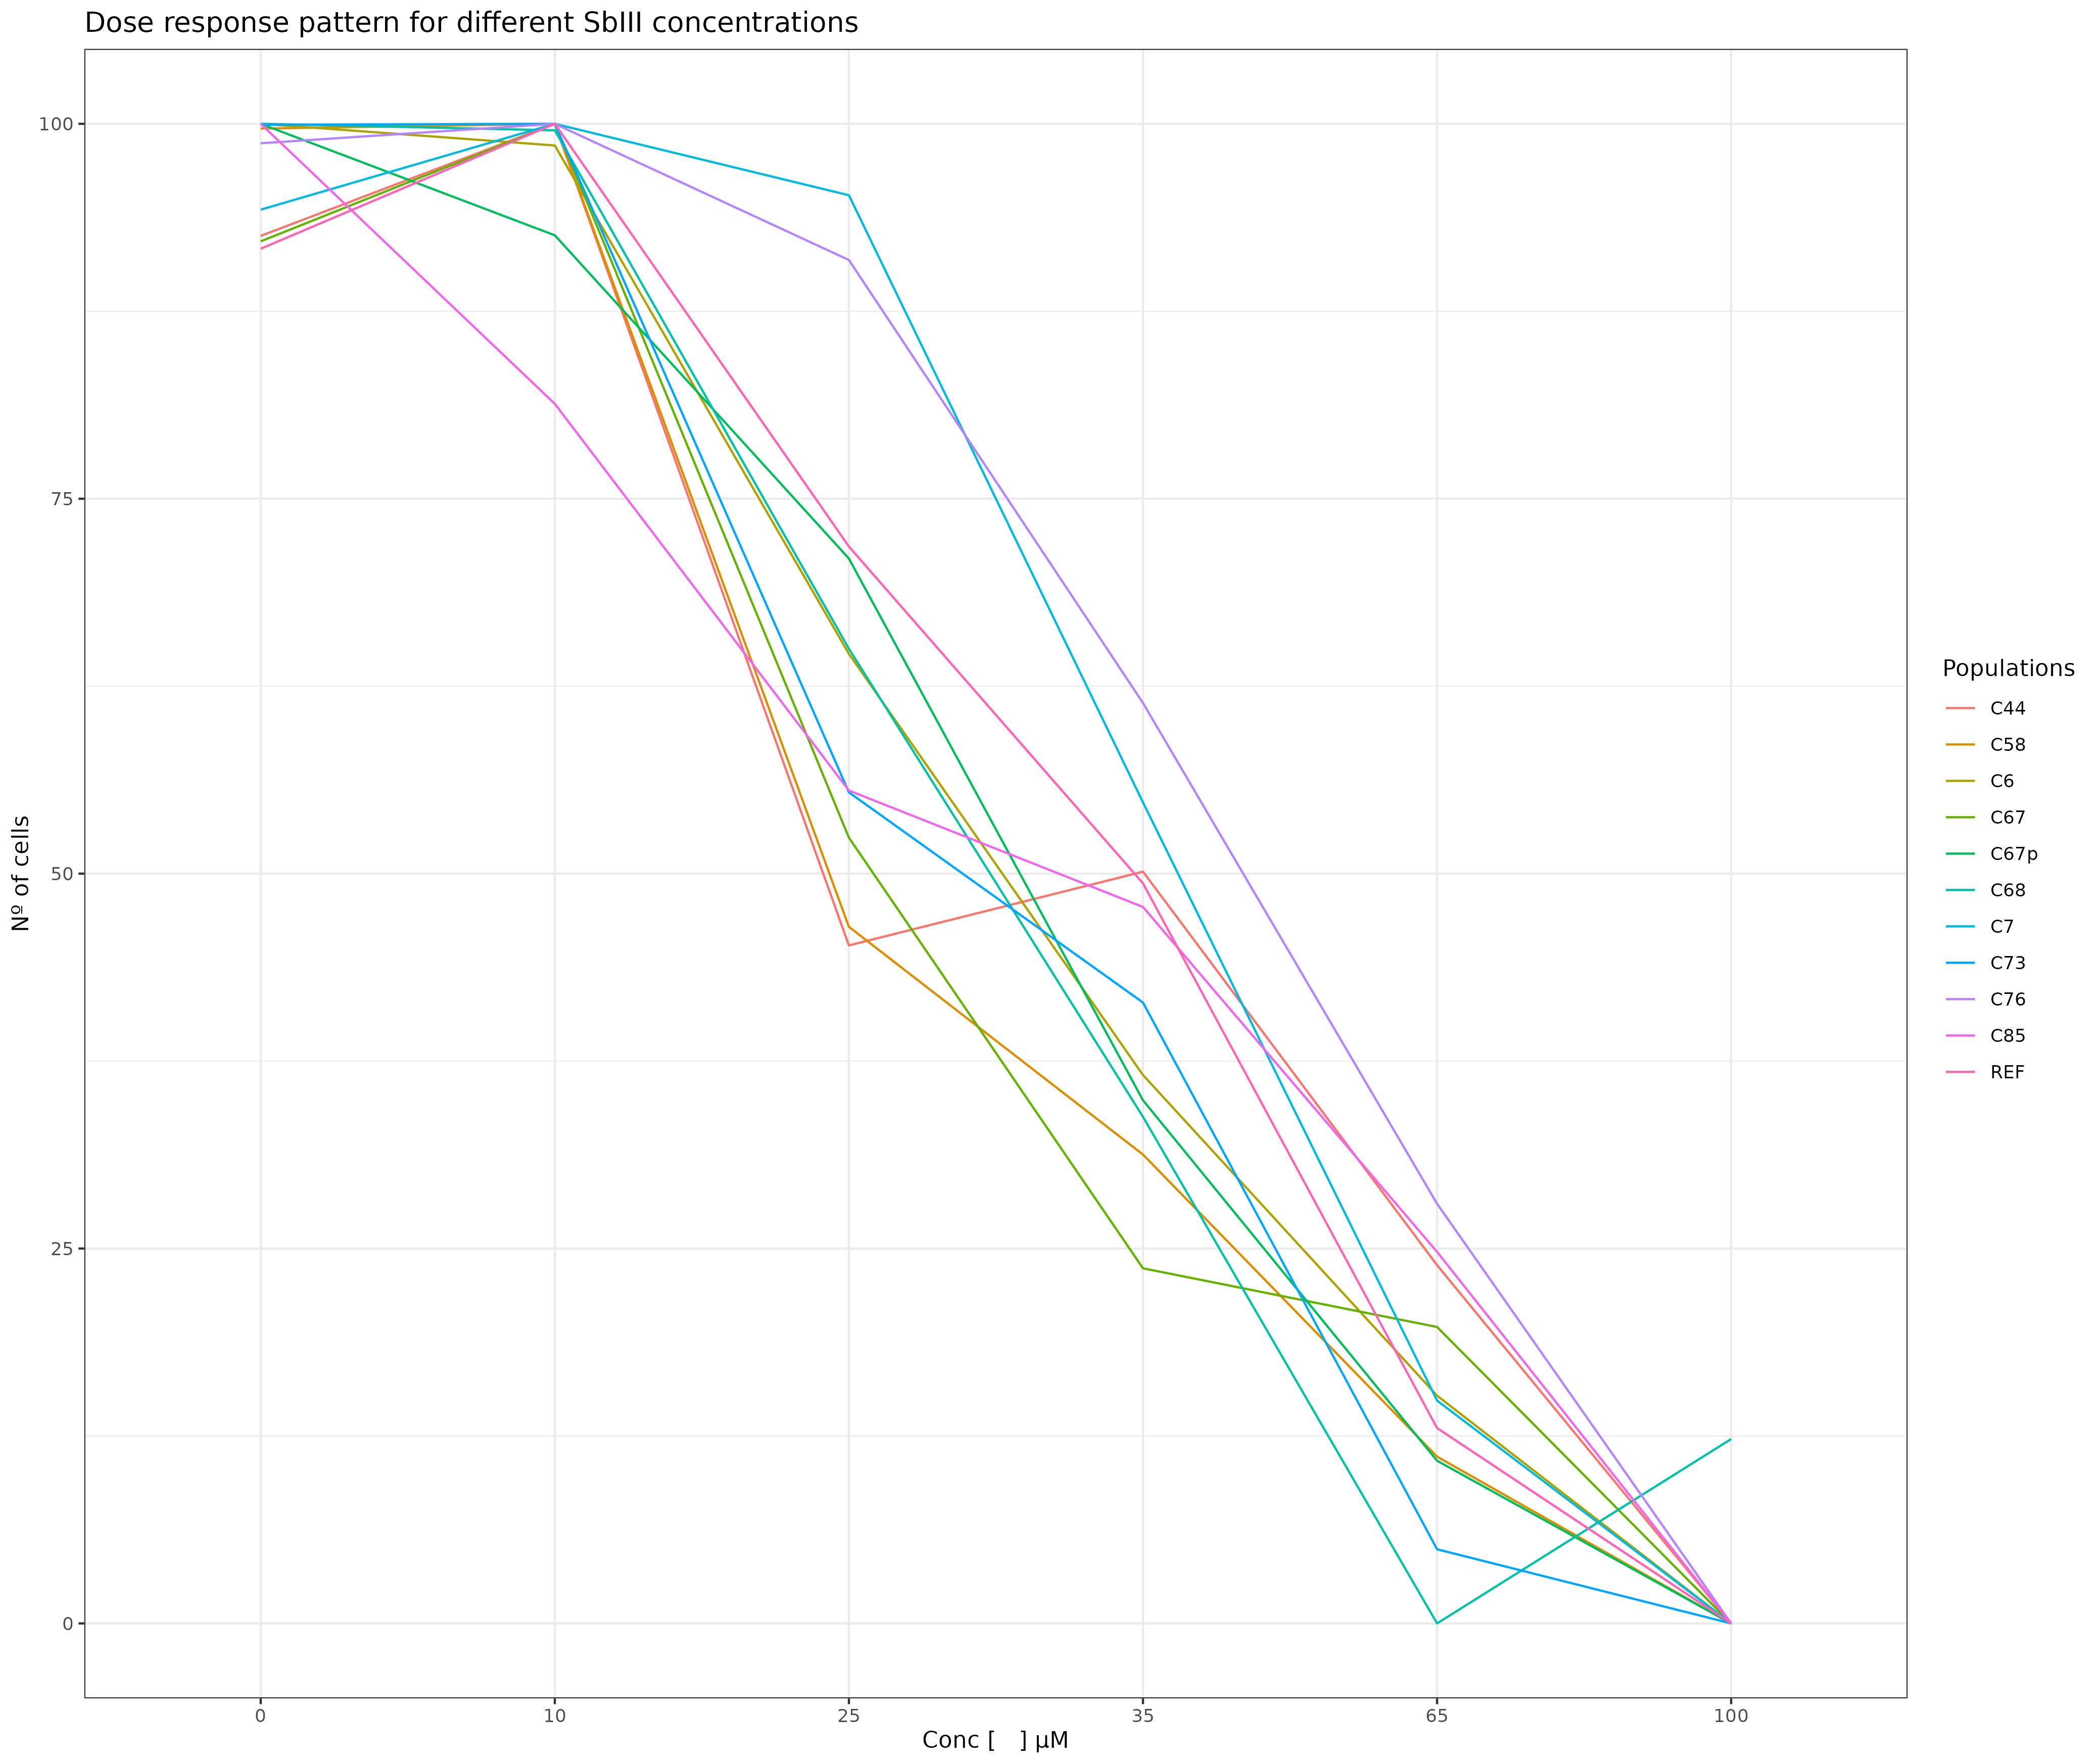 Dose response pattern for different SbIII concentrations
100
75
50
25
0
Nº of cells
0 10 25 35 65 100
Conc [   ] µM
Populations
C44
C58
C6
C67
C67p
C68
C7
C73
C76
C85
REF